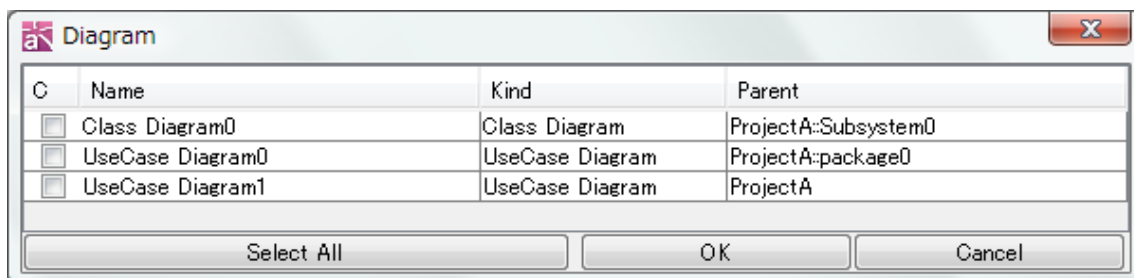 Diagram
C Name Kind Parent
Class Diagram0 Class Diagram ProjectA::Subsystem0
UseCase Diagram0 UseCase Diagram ProjectA::package0
UseCase Diagram1 UseCase Diagram ProjectA
Select All OK Cancel